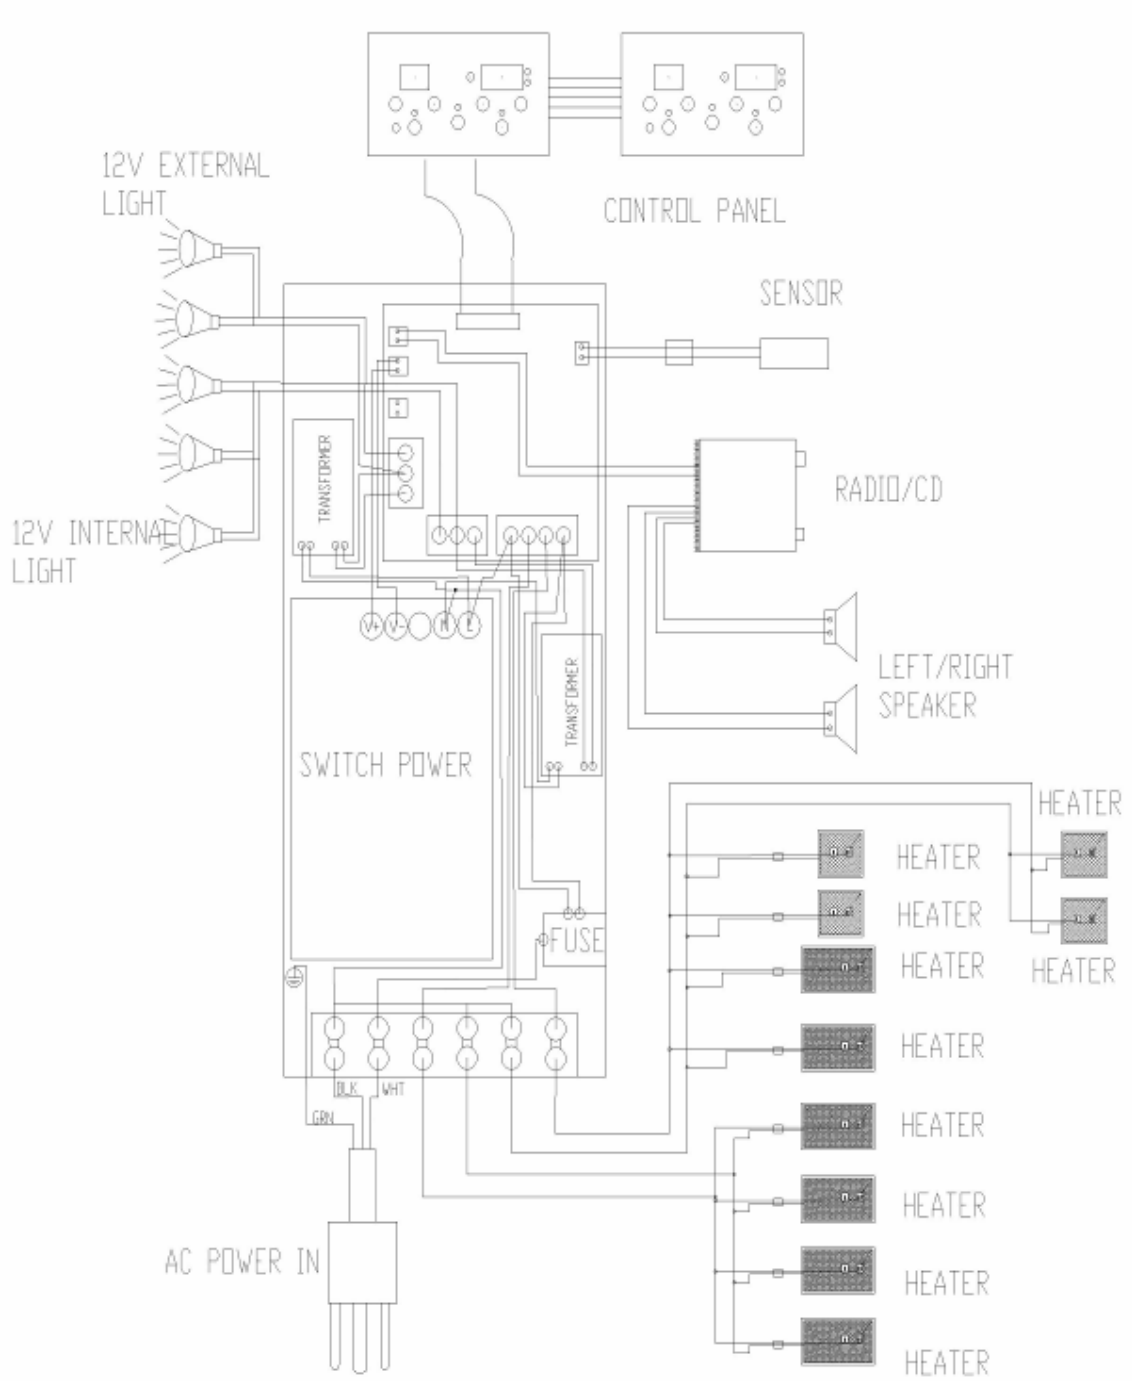 12V EXTERNAL
LIGHT
CONTROL PANEL
SENSOR
TRANSFORMER
RADIO/CD
12V INTERNAL
LIGHT
V+
V-
N
L
LEFT/RIGHT
SPEAKER
TRANSFORMER
SWITCH POWER
HEATER
HEATER
HEATER
FUSE
HEATER
HEATER
HEATER
BLK
WHT
GRN
HEATER
HEATER
AC POWER IN
HEATER
HEATER